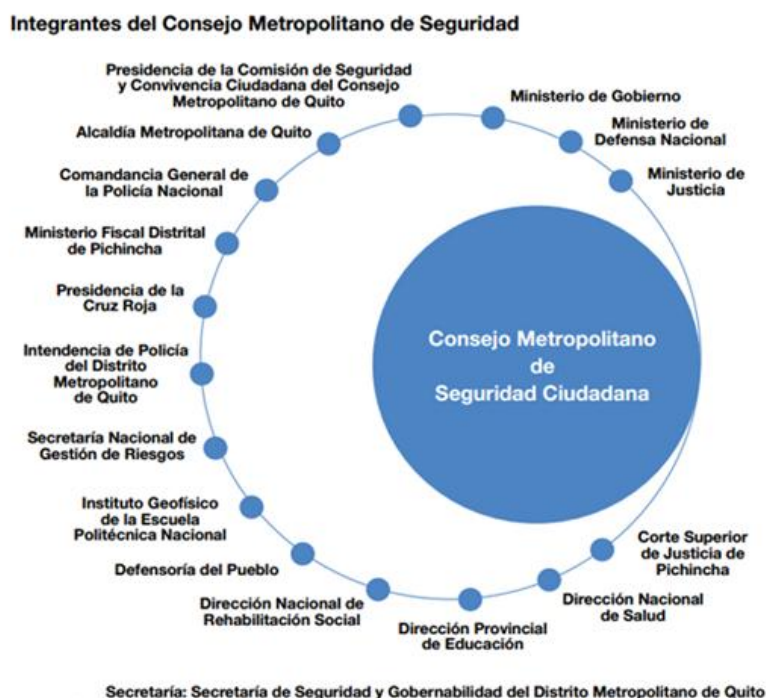 Integrantes del Consejo Metropolitano de Seguridad
Presidencia de la Comisión de Seguridad
y Convivencia Ciudadana del Consejo
Metropolitano de Quito
Ministerio de Gobierno
Alcaldía Metropolitana de Quito
Ministerio de
Defensa Nacional
Comandancia General de
la Policía Nacional
Ministerio de
Justicia
Ministerio Fiscal Distrital
de Pichincha
Presidencia de la
Cruz Roja
Consejo Metropolitano
de
Seguridad Ciudadana
Intendencia de Policía
del Distrito
Metropolitano
de Quito
Secretaría Nacional de
Gestión de Riesgos
Instituto Geofísico
de la Escuela
Politécnica Nacional
Corte Superior
de Justicia de
Pichincha
Defensoría del Pueblo
Dirección Nacional de
Rehabilitación Social
Dirección Provincial
de Educación
Dirección Nacional
de Salud
Secretaría: Secretaría de Seguridad y Gobernabilidad del Distrito Metropolitano de Quito